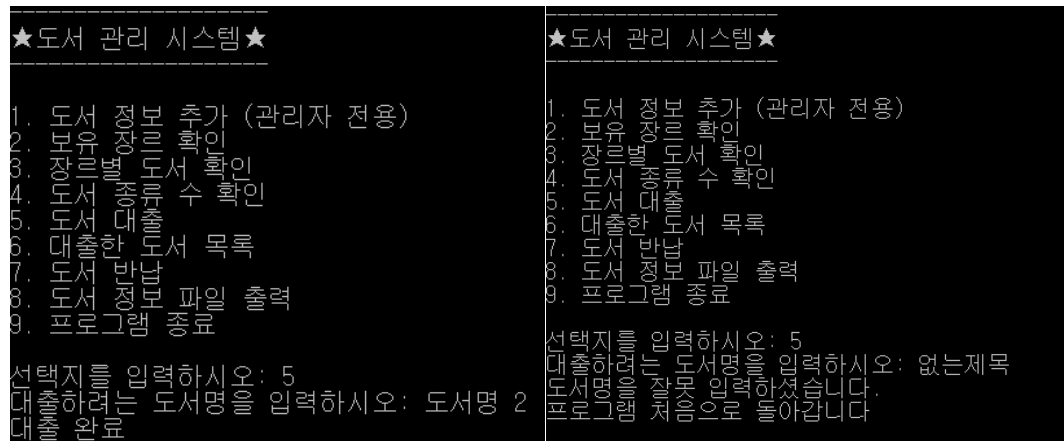 ★도서 관리 시스템★
1. 도서 정보 추가 (관리자 전용)
2. 보유 장르 확인
3. 장르별 도서 확인
4. 도서 종류 수 확인
5. 도서 대출
6. 대출한 도서 목록
7. 도서 반납
8. 도서 정보 파일 출력
9. 프로그램 종료
선택지를 입력하시오: 5
대출하려는 도서명을 입력하시오: 도서명 2
대출 완료
★도서 관리 시스템★
1. 도서 정보 추가 (관리자 전용)
2. 보유 장르 확인
3. 장르별 도서 확인
4. 도서 종류 수 확인
5. 도서 대출
6. 대출한 도서 목록
7. 도서 반납
8. 도서 정보 파일 출력
9. 프로그램 종료
선택지를 입력하시오: 5
대출하려는 도서명을 입력하시오: 없는제목
도서명을 잘못 입력하셨습니다.
프로그램 처음으로 돌아갑니다